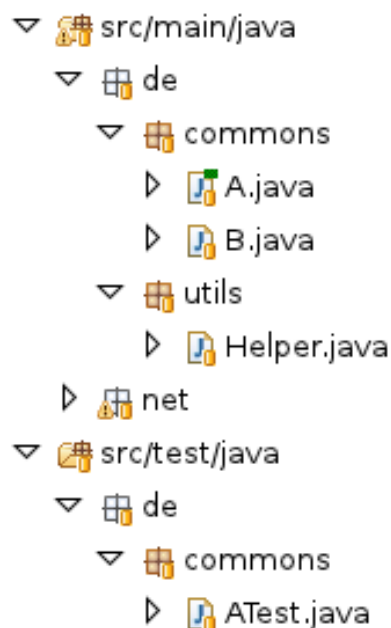 src/main/java
de
commons
A.java
B.java
utils
Helper.java
net
src/test/java
de
commons
ATest.java